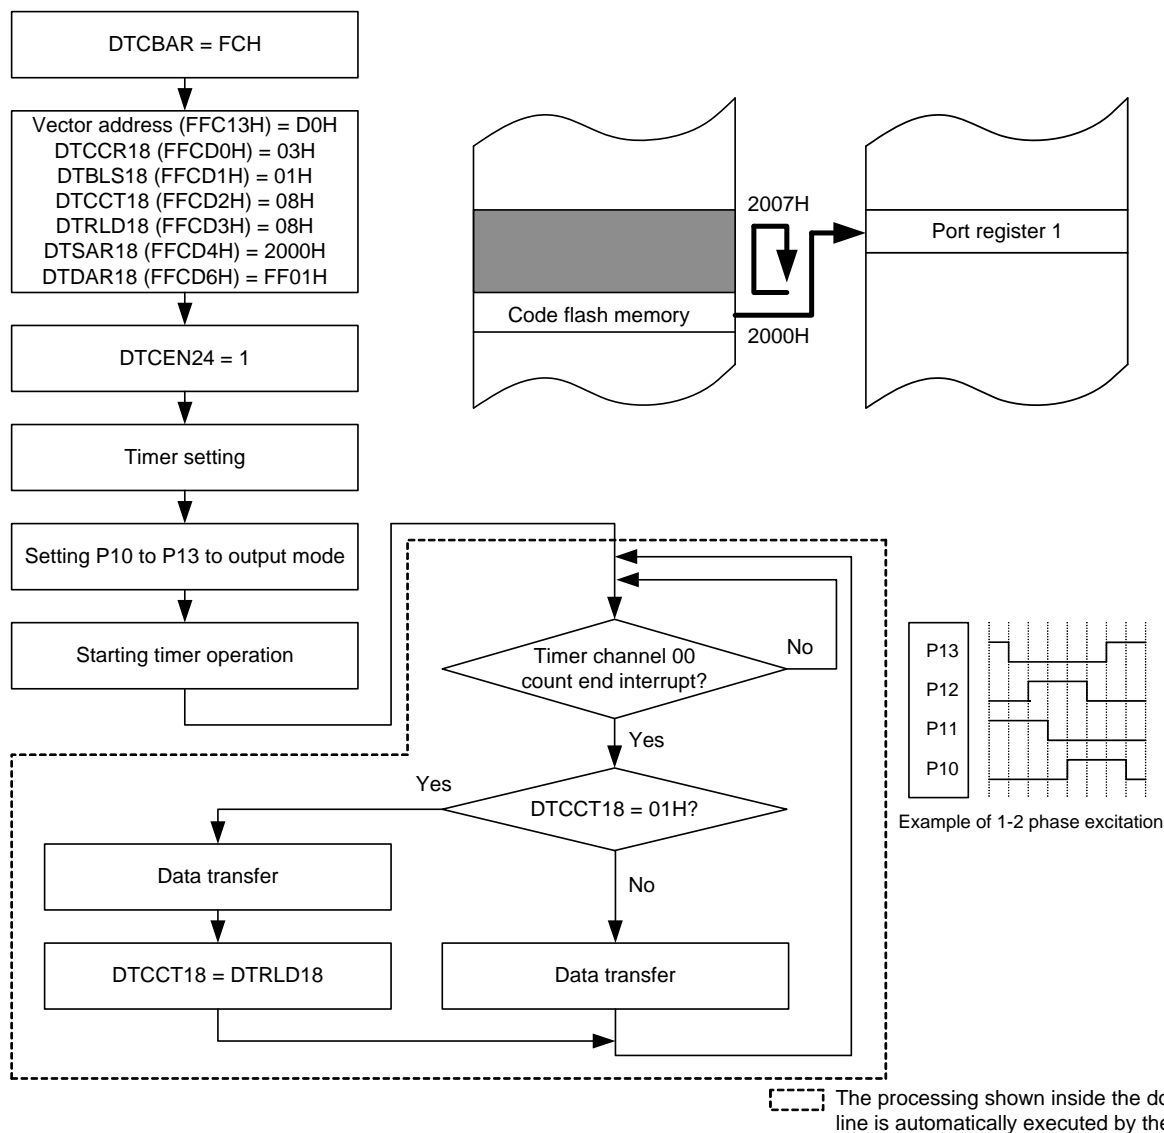 DTCBAR = FCH
Vector address (FFC13H) = D0H
DTCCR18 (FFCD0H) = 03H
DTBLS18 (FFCD1H) = 01H
DTCCT18 (FFCD2H) = 08H
DTRLD18 (FFCD3H) = 08H
DTSAR18 (FFCD4H) = 2000H
DTDAR18 (FFCD6H) = FF01H
DTCEN24 = 1
Timer setting
Setting P10 to P13 to output mode
Starting timer operation
2007H
Port register 1
Code flash memory
2000H
Timer channel 00
count end interrupt?
No
Yes
DTCCT18 = 01H?
Yes
No
Data transfer
DTCCT18 = DTRLD18
Data transfer
P13
P12
P11
P10
Example of 1-2 phase excitation
The processing shown inside the
line is automatically executed by the